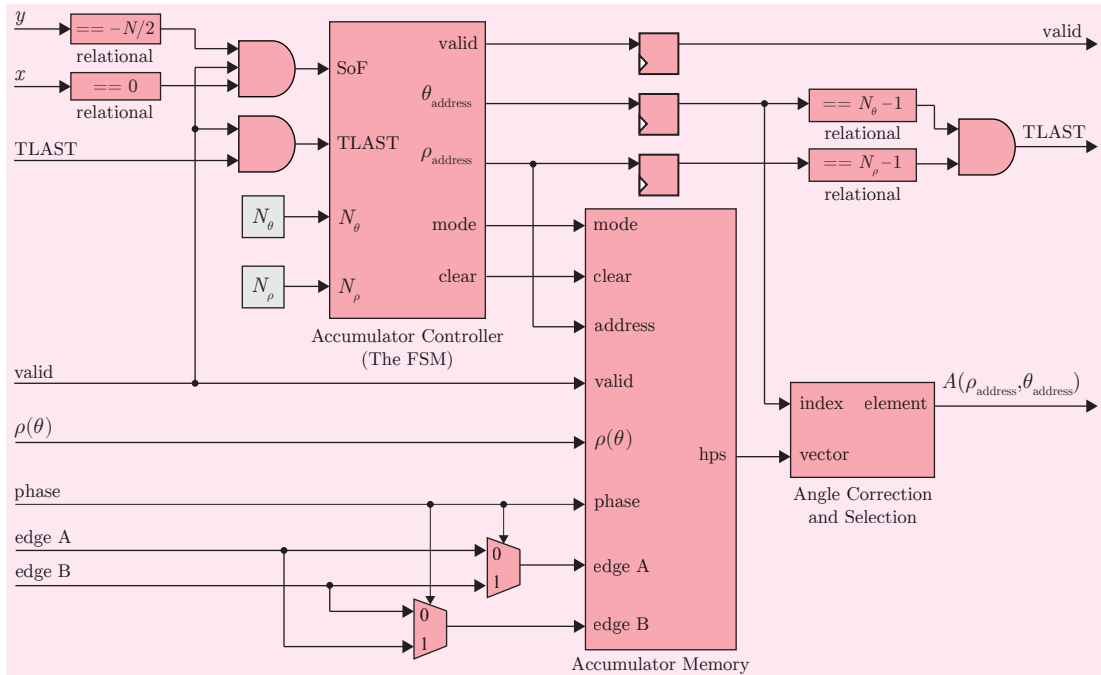 y
== −N/2
relational
x
== 0
relational
TLAST
SoF
TLAST
N_θ
N_θ
N_ρ
N_ρ
valid
θ_address
ρ_address
mode
clear
Accumulator Controller
(The FSM)
valid
== N_θ −1
relational
TLAST
== N_ρ −1
relational
mode
clear
address
valid
valid
ρ(θ)
ρ(θ)
hps
phase
phase
edge A
0
1
edge A
edge B
0
1
edge B
Accumulator Memory
index
element
vector
A(ρ_address,θ_address)
Angle Correction
and Selection